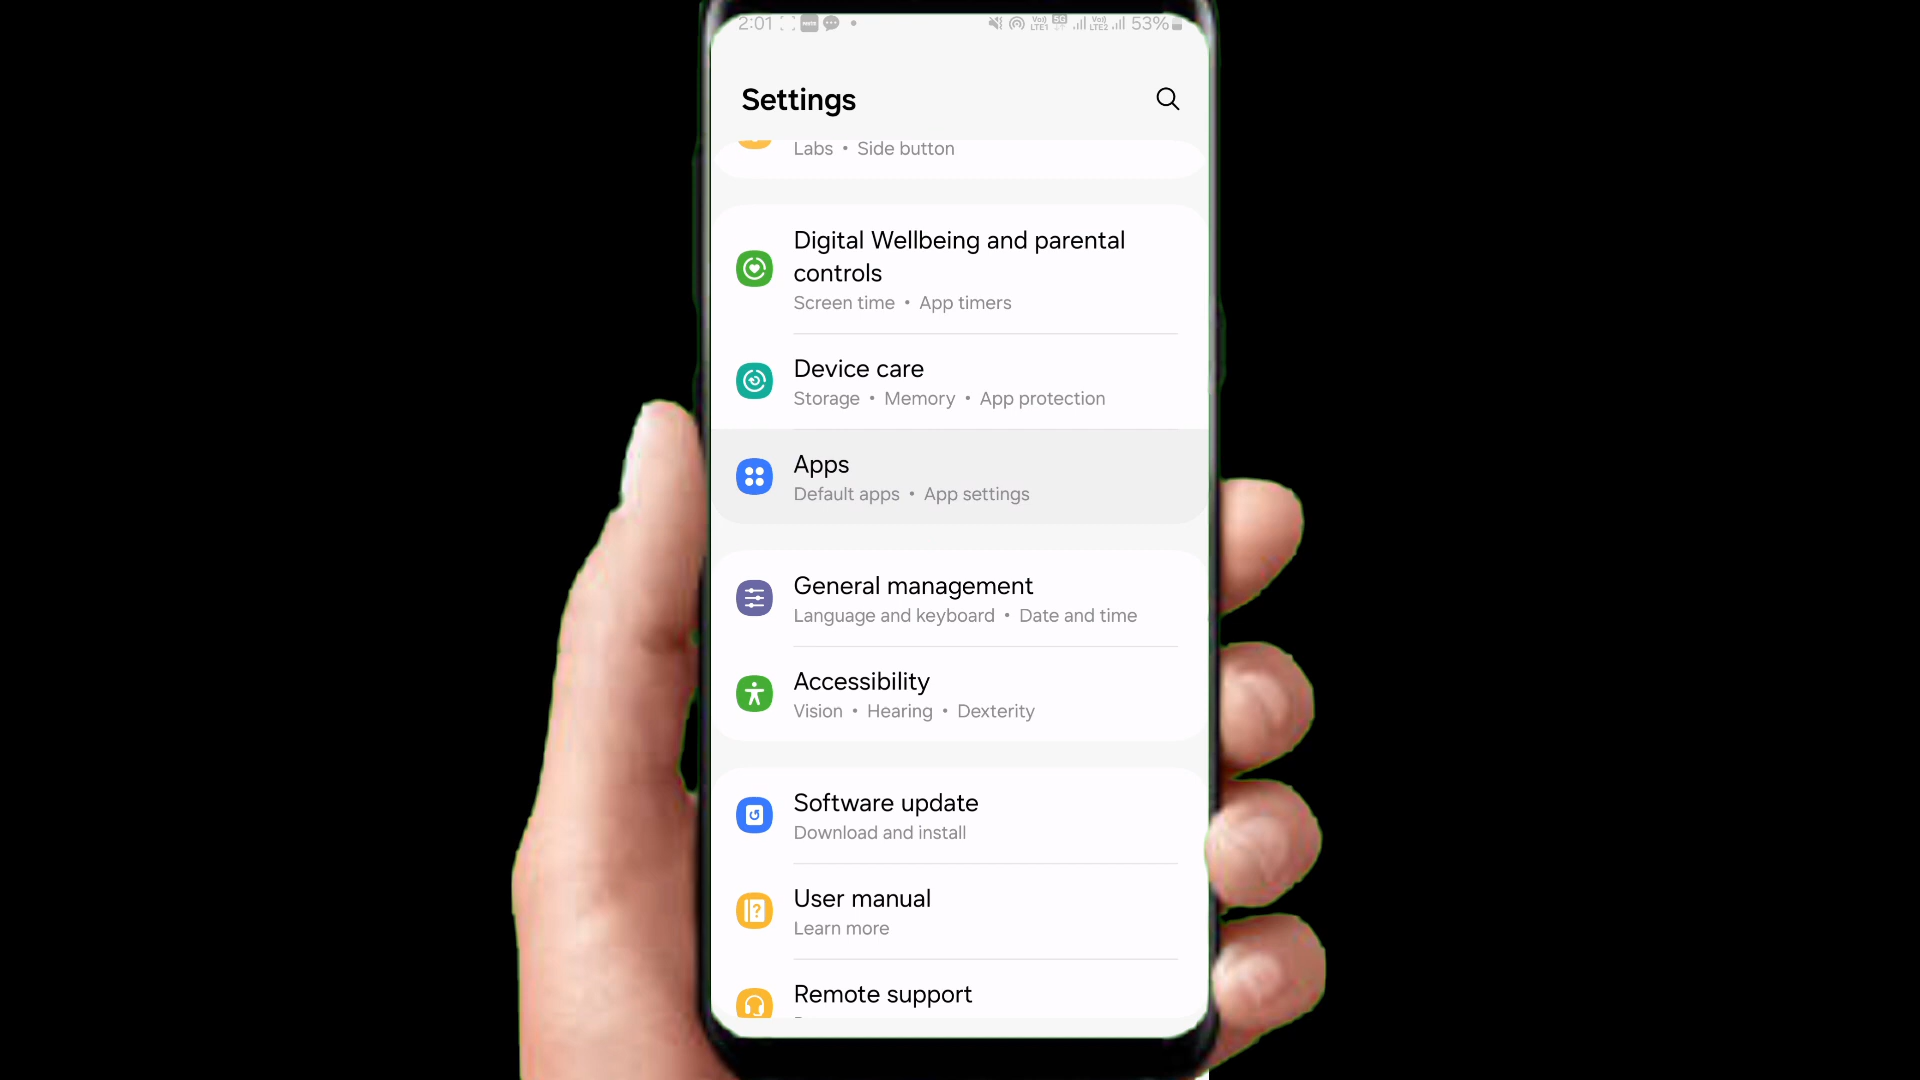 2:01 53%
Settings
Labs • Side button
Digital Wellbeing and parental
controls
Screen time • App timers
Device care
Storage • Memory • App protection
Apps
Default apps • App settings
General management
Language and keyboard • Date and time
Accessibility
Vision • Hearing • Dexterity
Software update
Download and install
User manual
Learn more
Remote support